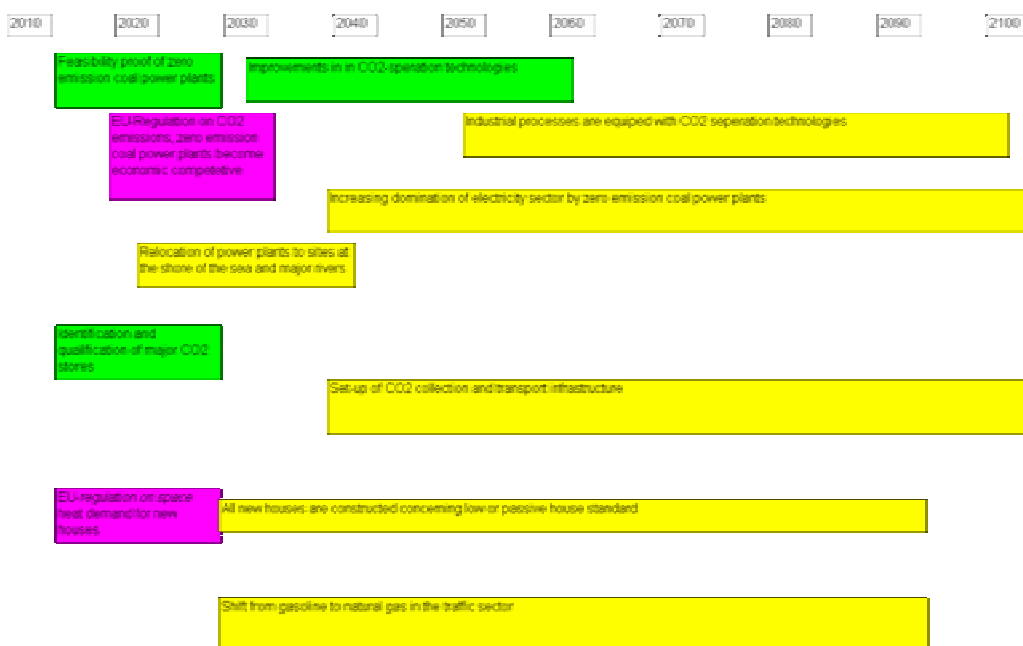 2010 2020 2030 2040 2050 2060 2070 2080 2090 2100
Feasibility proof of zero
emission coal power plants
Improvements in in CO2-speration technologies
EU-Regulation on CO2
emissions, zero emission
coal power plants become
economic competetive
Industrial processes are equiped with CO2 seperation technologies
Increasing domination of electricity sector by zero emission coal power plants
Relocation of power plants to sites at
the shore of the sea and major rivers
Identification and
qualification of major CO2
stores
Set-up of CO2 collection and transport infrastructure
EU-regulation on space
heat demand for new
houses
All new houses are constructed concerning low or passive house standard
Shift from gasoline to natural gas in the traffic sector